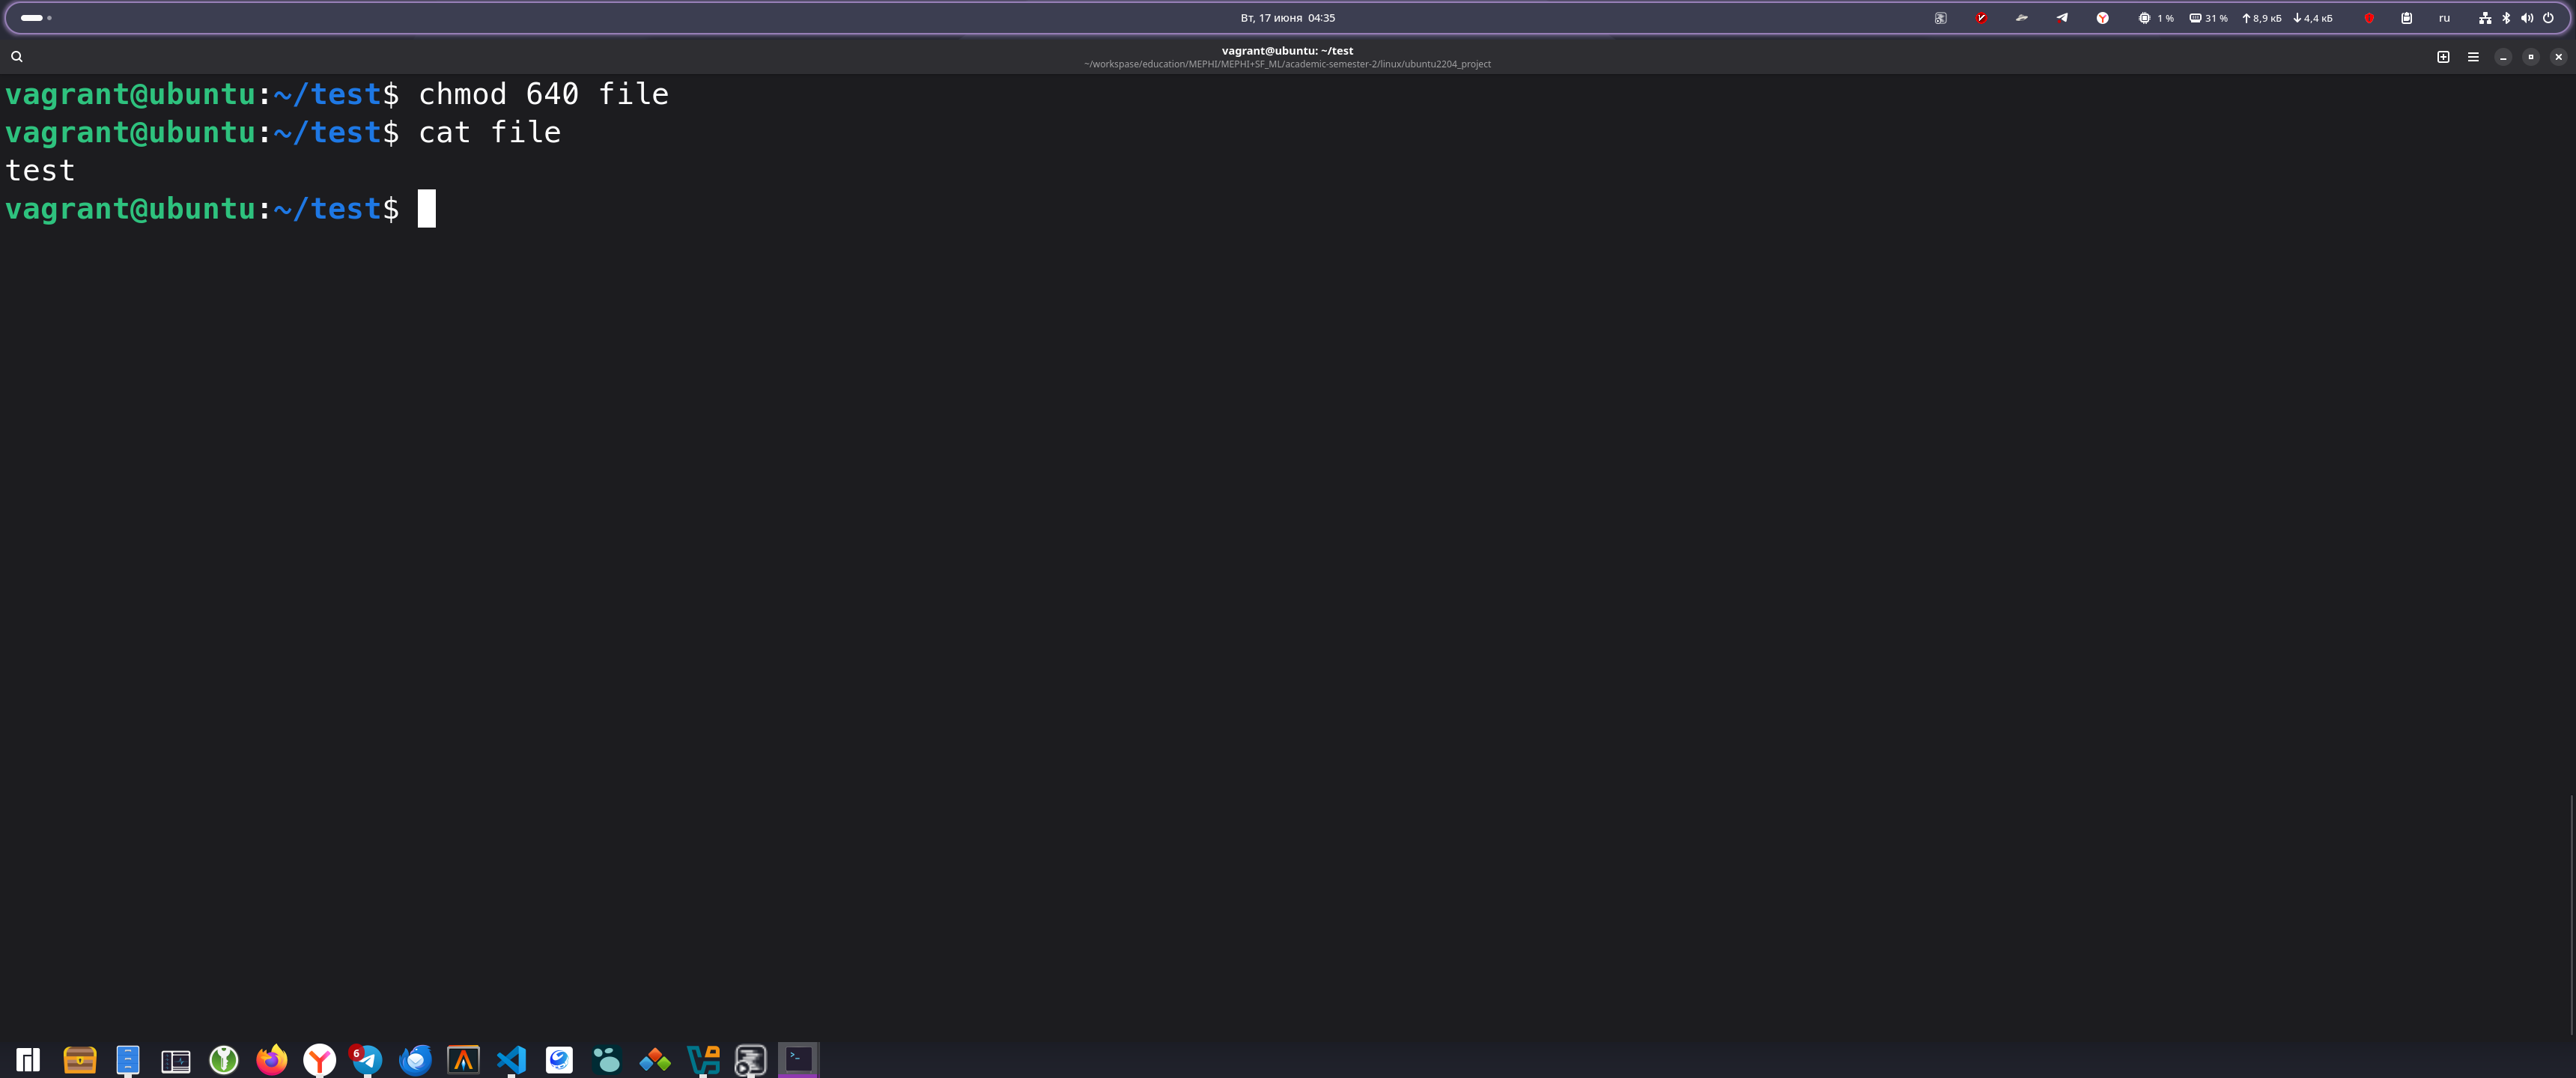 Вт, 17 июня 04:35
1 % 31 % 8,9 кБ 4,4 кБ ru
vagrant@ubuntu: ~/test
~/workspase/education/MEPHI/MEPHI+SF_ML/academic-semester-2/linux/ubuntu2204_project
vagrant@ubuntu:~/test$ chmod 640 file
vagrant@ubuntu:~/test$ cat file
test
vagrant@ubuntu:~/test$
6